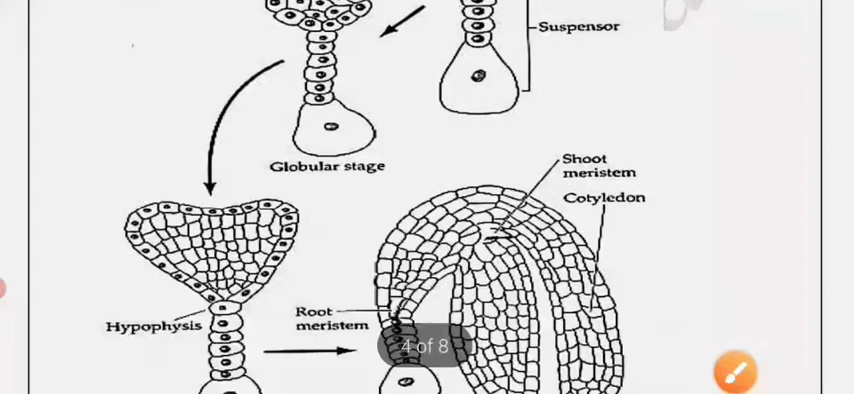 Suspensor
Globular stage
Shoot
meristem
Cotyledon
Hypophysis
Root
meristem
4 of 8